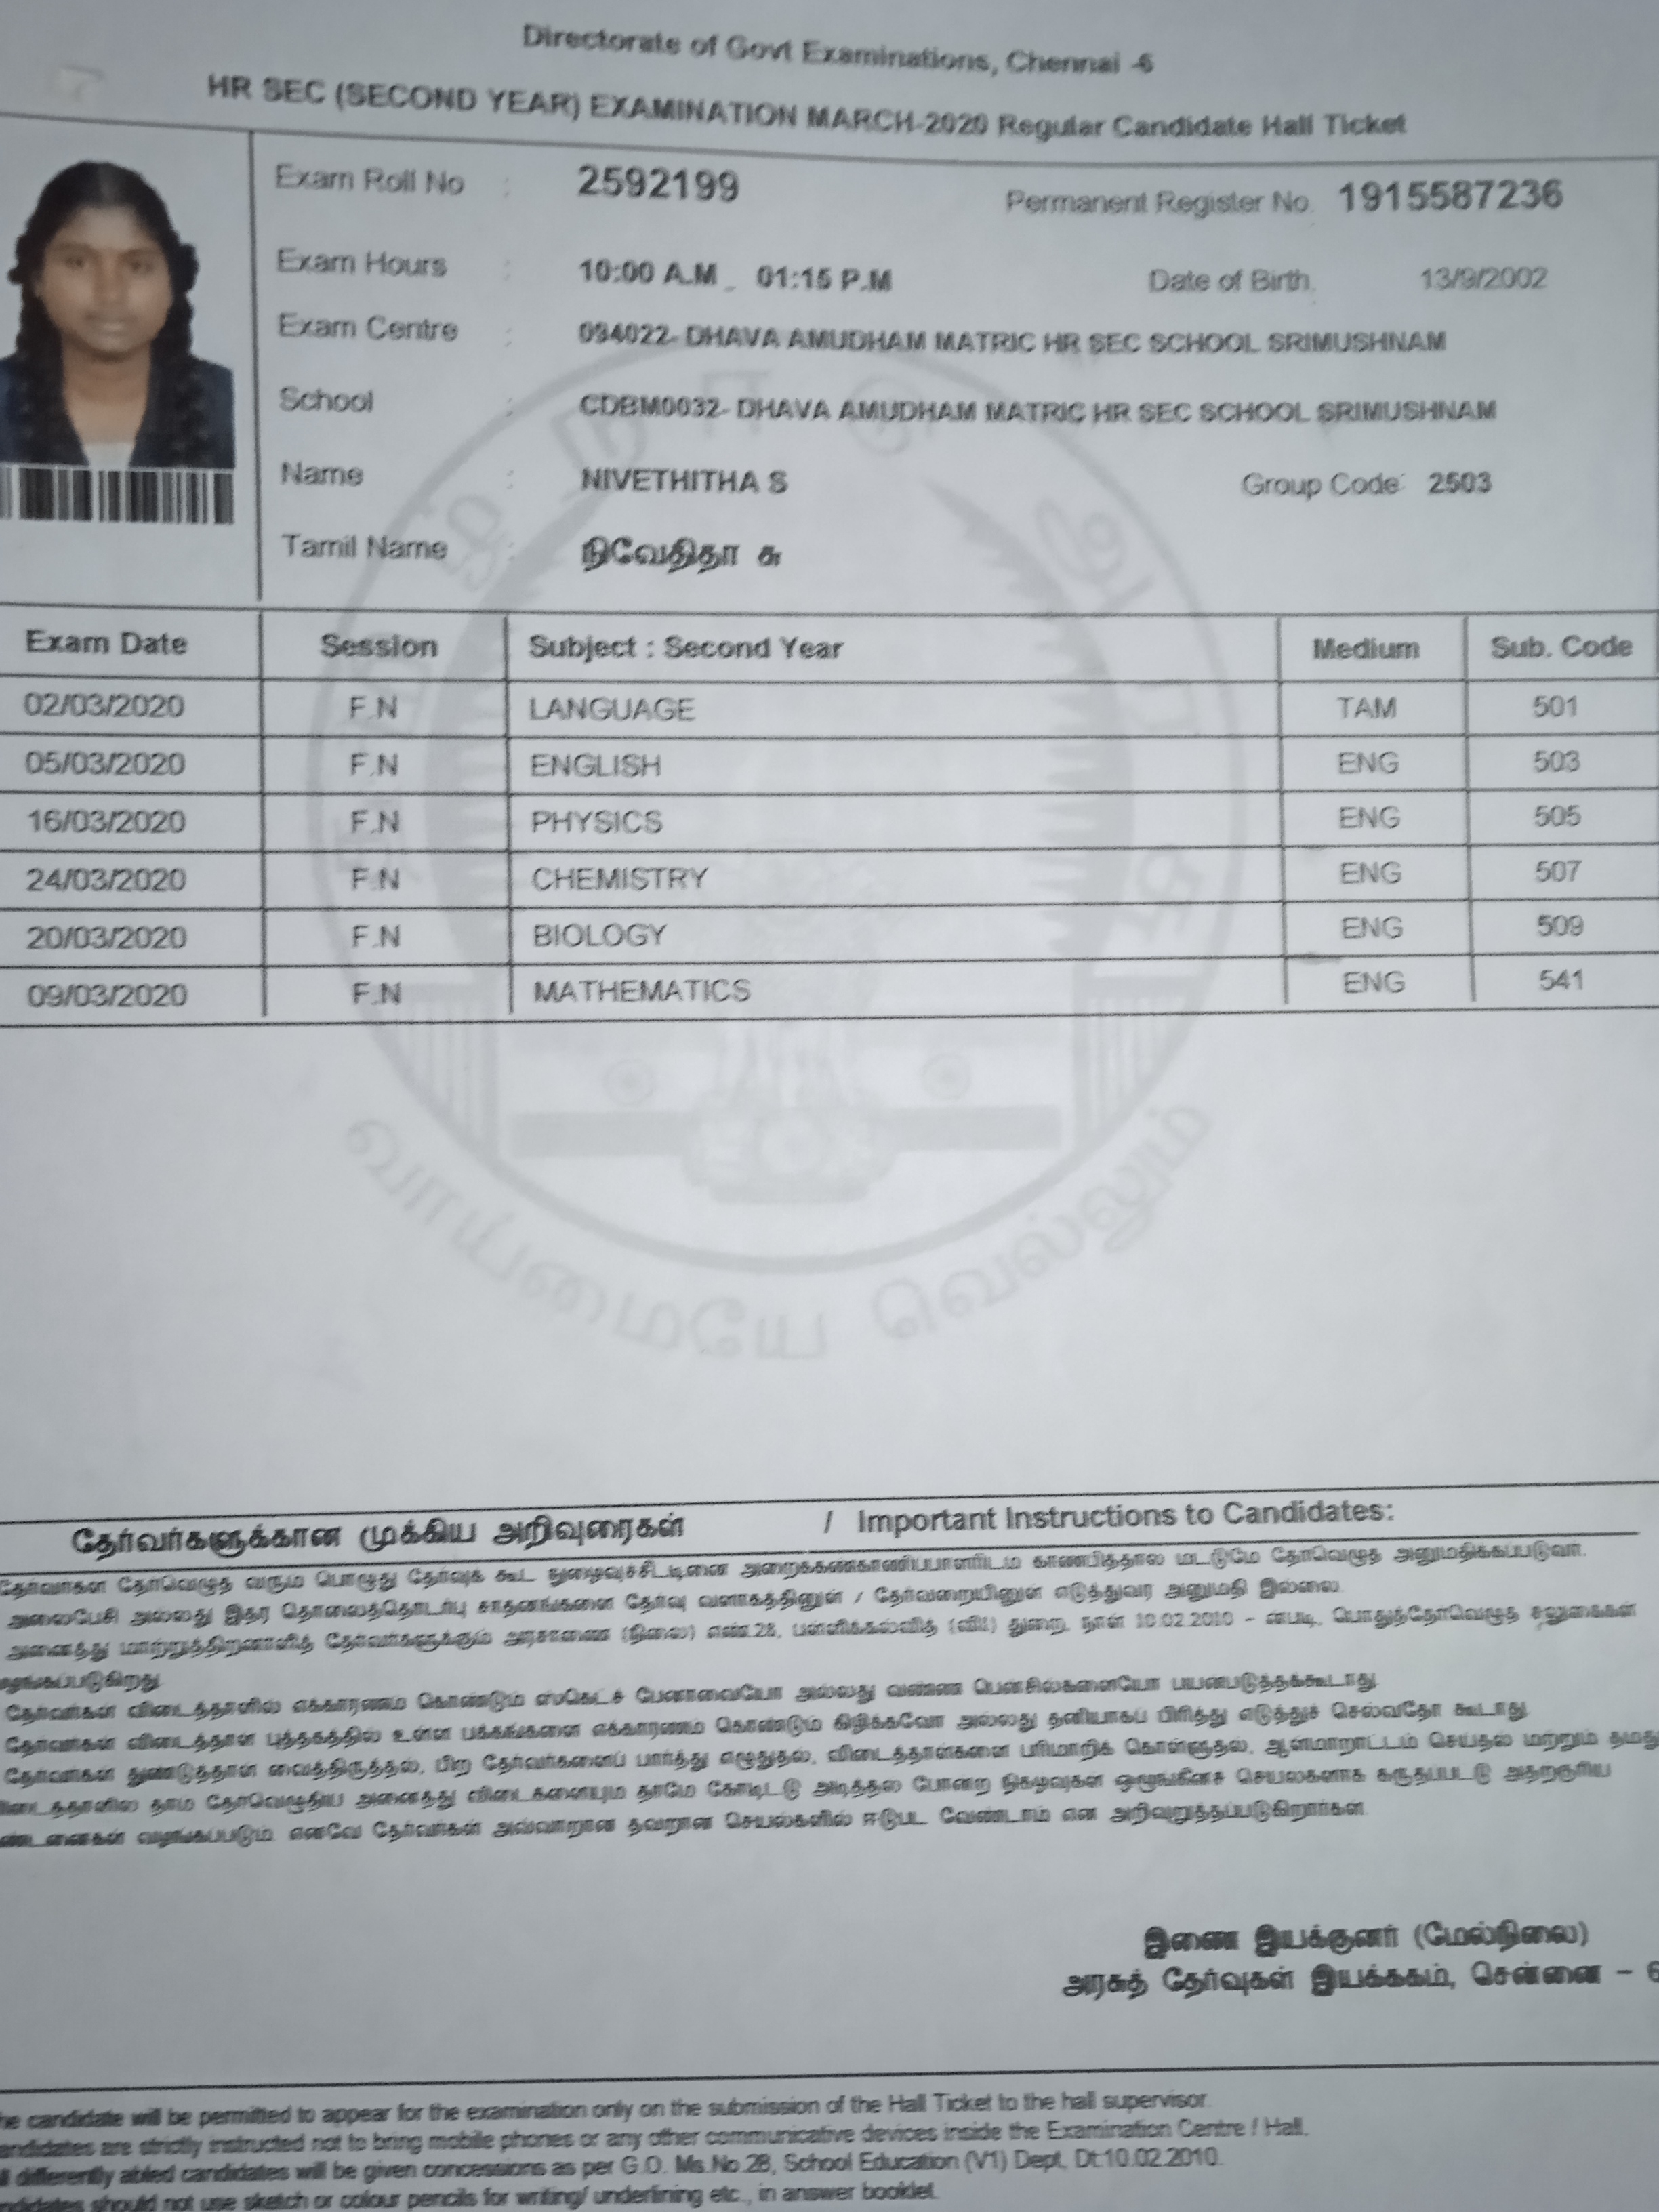 Directorate of Govt Examinations, Chennai -6
HR SEC (SECOND YEAR) EXAMINATION MARCH-2020 Regular Candidate Hall Ticket
Exam Roll No : 2592199 Permanent Register No. 1915587236
Exam Hours : 10:00 A.M - 01:15 P.M Date of Birth. 13/9/2002
Exam Centre : 094022- DHAVA AMUDHAM MATRIC HR SEC SCHOOL SRIMUSHNAM
School : CDBM0032- DHAVA AMUDHAM MATRIC HR SEC SCHOOL SRIMUSHNAM
Name : NIVETHITHA S Group Code: 2503
Tamil Name : நிவேதிதா சு
Exam Date Session Subject : Second Year Medium Sub. Code
02/03/2020 F.N LANGUAGE TAM 501
05/03/2020 F.N ENGLISH ENG 503
16/03/2020 F.N PHYSICS ENG 505
24/03/2020 F.N CHEMISTRY ENG 507
20/03/2020 F.N BIOLOGY ENG 509
09/03/2020 F.N MATHEMATICS ENG 541
வாய்மையே வெல்லும்
தேர்வர்களுக்கான முக்கிய அறிவுரைகள் / Important Instructions to Candidates:
தேர்வர்கள் தேர்வெழுத வரும் பொழுது தேர்வுக் கூட நுழைவுச்சீட்டினை அறைக்கண்காணிப்பாளரிடம் காண்பித்தால் மட்டுமே தேர்வெழுத அனுமதிக்கப்படுவர்.
அலைபேசி அல்லது இதர தொலைத்தொடர்பு சாதனங்களை தேர்வு வளாகத்தினுள் / தேர்வறையினுள் எடுத்துவர அனுமதி இல்லை.
அனைத்து மாற்றுத்திறனாளித் தேர்வர்களுக்கும் அரசாணை (நிலை) எண்.28, பள்ளிக்கல்வித் துறை, நாள் 10.02.2010 - ன்படி, பொதுத்தேர்வெழுத சலுகைகள்
வழங்கப்படுகிறது.
தேர்வர்கள் விடைத்தாளில் எக்காரணம் கொண்டும் ஸ்கெட்ச் பேனாவையோ அல்லது வண்ண பென்சில்களையோ பயன்படுத்தக்கூடாது.
தேர்வர்கள் விடைத்தாள் புத்தகத்தில் உள்ள பக்கங்களை எக்காரணம் கொண்டும் கிழிக்கவோ அல்லது தனியாகப் பிரித்து எடுத்துச் செல்வதோ கூடாது.
தேர்வர்கள் துண்டுத்தாள் வைத்திருத்தல், பிற தேர்வர்களைப் பார்த்து எழுதுதல், விடைத்தாள்களை பரிமாறிக் கொள்ளுதல், ஆள்மாறாட்டம் செய்தல் மற்றும் தமது
விடைத்தாளில் தாம் தேர்வெழுதிய அனைத்து விடைகளையும் தாமே கோடிட்டு அடித்தல் போன்ற நிகழ்வுகள் ஒழுங்கீனச் செயல்களாக கருதப்பட்டு அதற்குரிய
தண்டனைகள் வழங்கப்படும். எனவே தேர்வர்கள் அவ்வாறான தவறான செயல்களில் ஈடுபட வேண்டாம் என அறிவுறுத்தப்படுகிறார்கள்.
இணை இயக்குனர் (மேல்நிலை)
அரசுத் தேர்வுகள் இயக்ககம், சென்னை - 6
he candidate will be permitted to appear for the examination only on the submission of the Hall Ticket to the hall supervisor.
andidates are strictly instructed not to bring mobile phones or any other communicative devices inside the Examination Centre / Hall.
ll differently abled candidates will be given concessions as per G.O. Ms.No.28, School Education (V1) Dept, Dt:10.02.2010.
ndidates should not use sketch or colour pencils for writing/ underlining etc., in answer booklet.